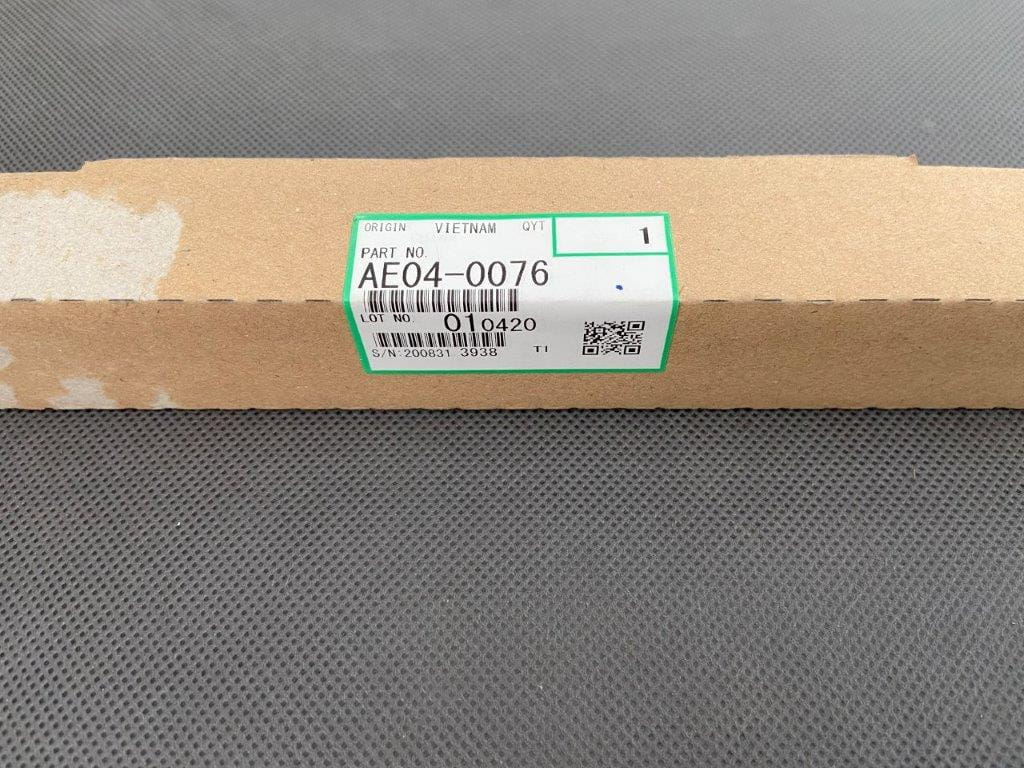 ORIGIN VIETNAM QYT 1
PART NO.
AE04-0076
LOT NO. 010420
S/N:200831 3938 TI